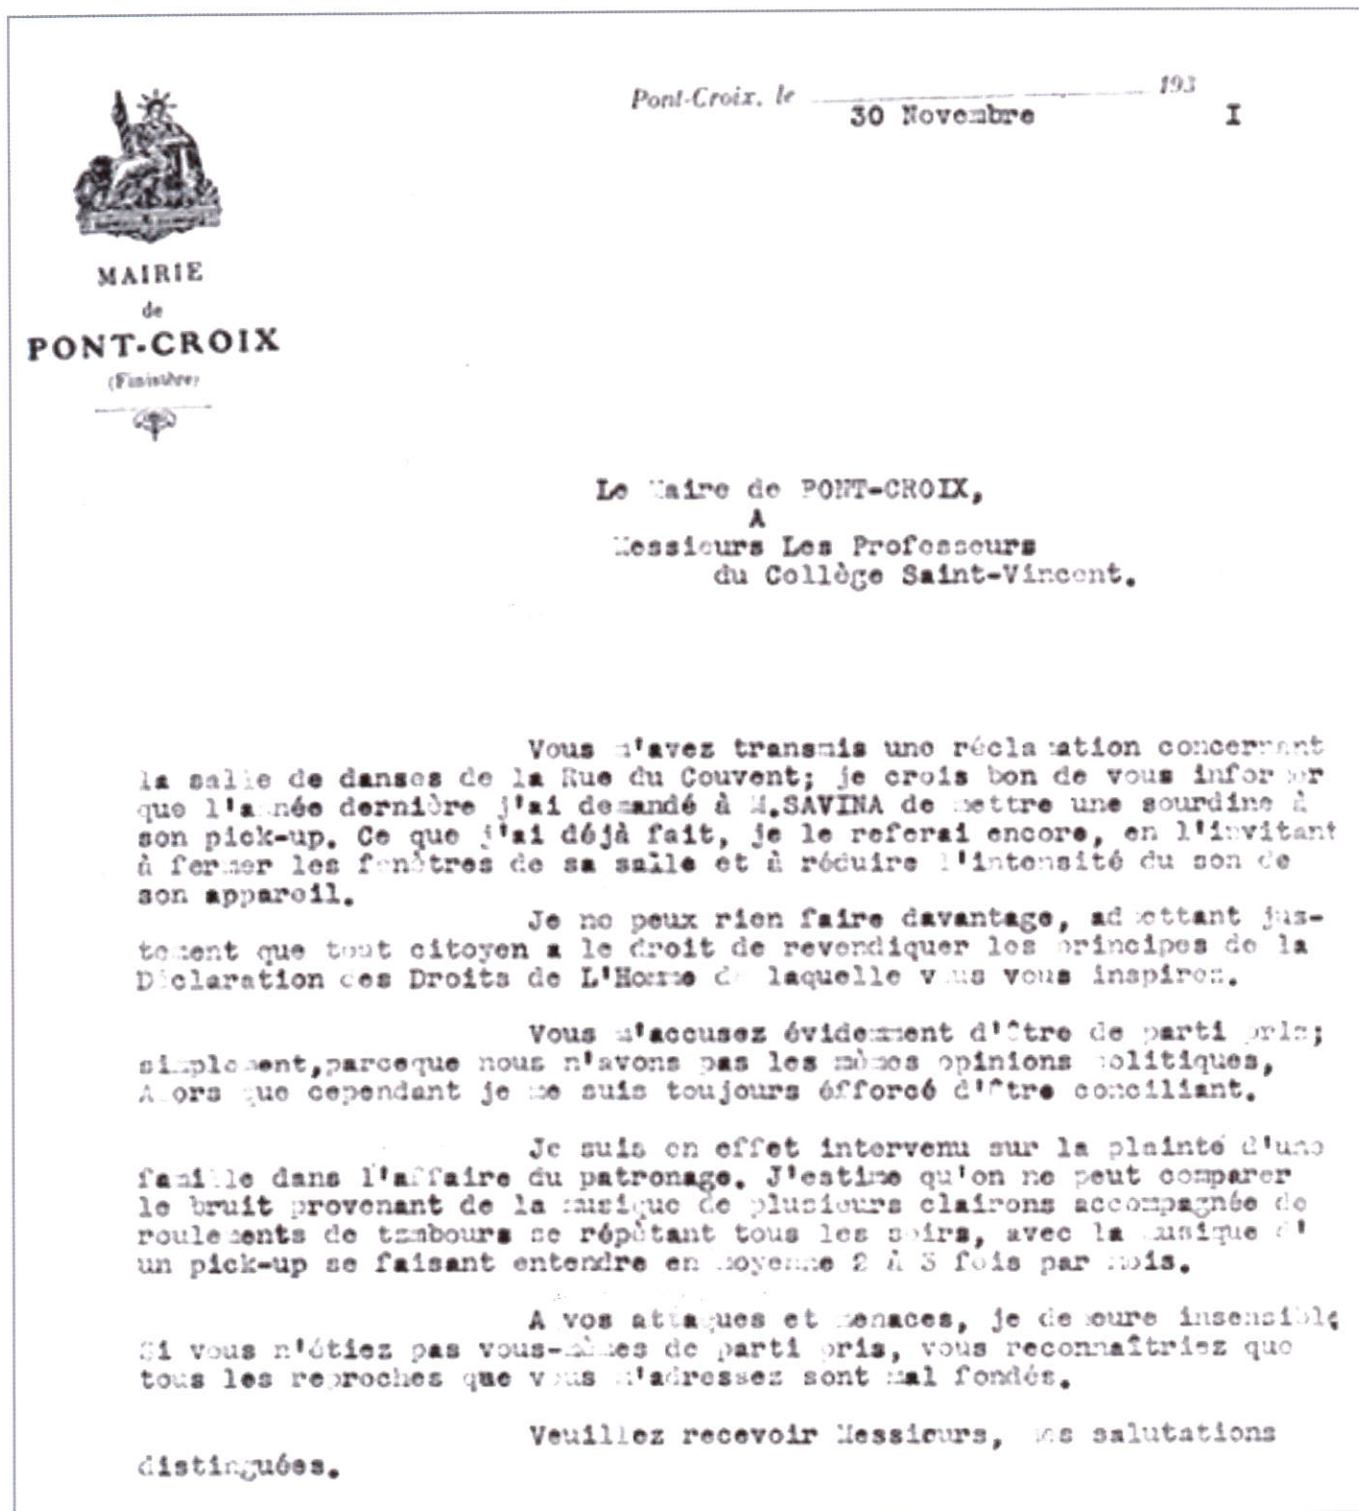 Pont-Croix, le 30 Novembre 193 I
MAIRIE
de
PONT-CROIX
(Finistère)
Le Maire de PONT-CROIX,
A
Messieurs Les Professeurs
du Collège Saint-Vincent.
Vous m'avez transmis une réclamation concernant
la salle de danses de la Rue du Couvent; je crois bon de vous informer
que l'année dernière j'ai demandé à M.SAVINA de mettre une sourdine à
son pick-up. Ce que j'ai déjà fait, je le referai encore, en l'invitant
à fermer les fenêtres de sa salle et à réduire l'intensité du son de
son appareil.
Je ne peux rien faire davantage, admettant jus-
tement que tout citoyen a le droit de revendiquer les principes de la
Déclaration des Droits de L'Homme de laquelle vous vous inspirez.
Vous m'accusez évidemment d'être de parti pris;
simplement,parceque nous n'avons pas les mêmes opinions politiques,
Alors que cependant je me suis toujours éfforcé d'être conciliant.
Je suis en effet intervenu sur la plainte d'une
famille dans l'affaire du patronage. J'estime qu'on ne peut comparer
le bruit provenant de la musique de plusieurs clairons accompagnée de
roulements de tambours se répétant tous les soirs, avec la musique d'
un pick-up se faisant entendre en moyenne 2 à 3 fois par mois.
A vos attaques et menaces, je demeure insensible
Si vous n'étiez pas vous-mêmes de parti pris, vous reconnaîtriez que
tous les reproches que vous m'adressez sont mal fondés.
Veuillez recevoir Messieurs, mes salutations
distinguées.